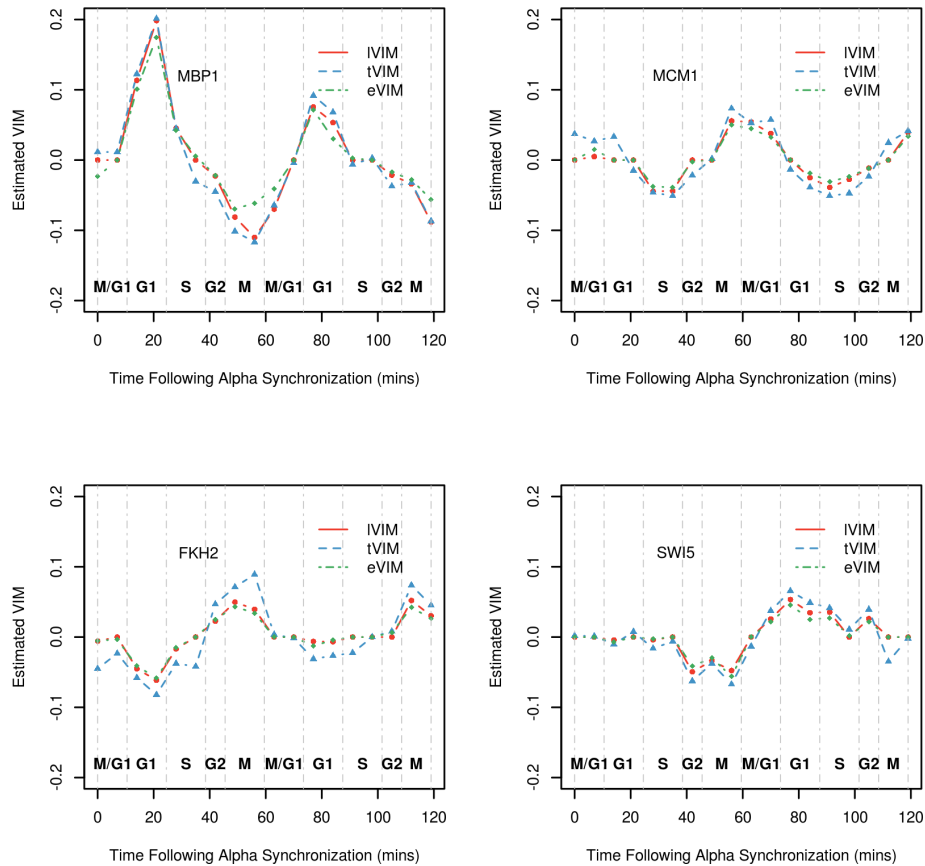 0.2
0.1
0.0
-0.1
-0.2
Estimated VIM
MBP1
lVIM
tVIM
eVIM
M/G1 G1 S G2 M M/G1 G1 S G2 M
0 20 40 60 80 100 120
Time Following Alpha Synchronization (mins)
0.2
0.1
0.0
-0.1
-0.2
Estimated VIM
MCM1
lVIM
tVIM
eVIM
M/G1 G1 S G2 M M/G1 G1 S G2 M
0 20 40 60 80 100 120
Time Following Alpha Synchronization (mins)
0.2
0.1
0.0
-0.1
-0.2
Estimated VIM
FKH2
lVIM
tVIM
eVIM
M/G1 G1 S G2 M M/G1 G1 S G2 M
0 20 40 60 80 100 120
Time Following Alpha Synchronization (mins)
0.2
0.1
0.0
-0.1
-0.2
Estimated VIM
SWI5
lVIM
tVIM
eVIM
M/G1 G1 S G2 M M/G1 G1 S G2 M
0 20 40 60 80 100 120
Time Following Alpha Synchronization (mins)